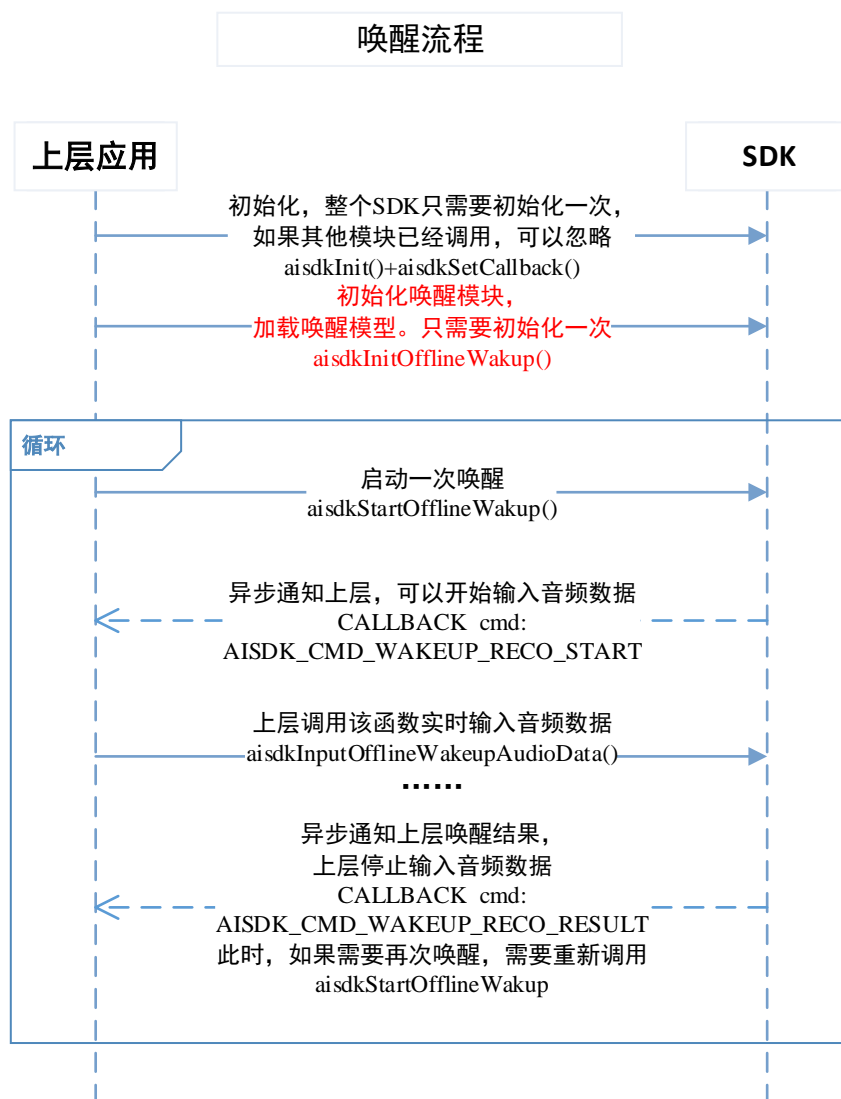 唤醒流程
上层应用
SDK
初始化，整个SDK只需要初始化一次，
如果其他模块已经调用，可以忽略
aisdkInit()+aisdkSetCallback()
初始化唤醒模块，
加载唤醒模型。只需要初始化一次
aisdkInitOfflineWakup()
循环
启动一次唤醒
aisdkStartOfflineWakup()
异步通知上层，可以开始输入音频数据
CALLBACK cmd:
AISDK_CMD_WAKEUP_RECO_START
上层调用该函数实时输入音频数据
aisdkInputOfflineWakeupAudioData()
……
异步通知上层唤醒结果，
上层停止输入音频数据
CALLBACK cmd:
AISDK_CMD_WAKEUP_RECO_RESULT
此时，如果需要再次唤醒，需要重新调用
aisdkStartOfflineWakup